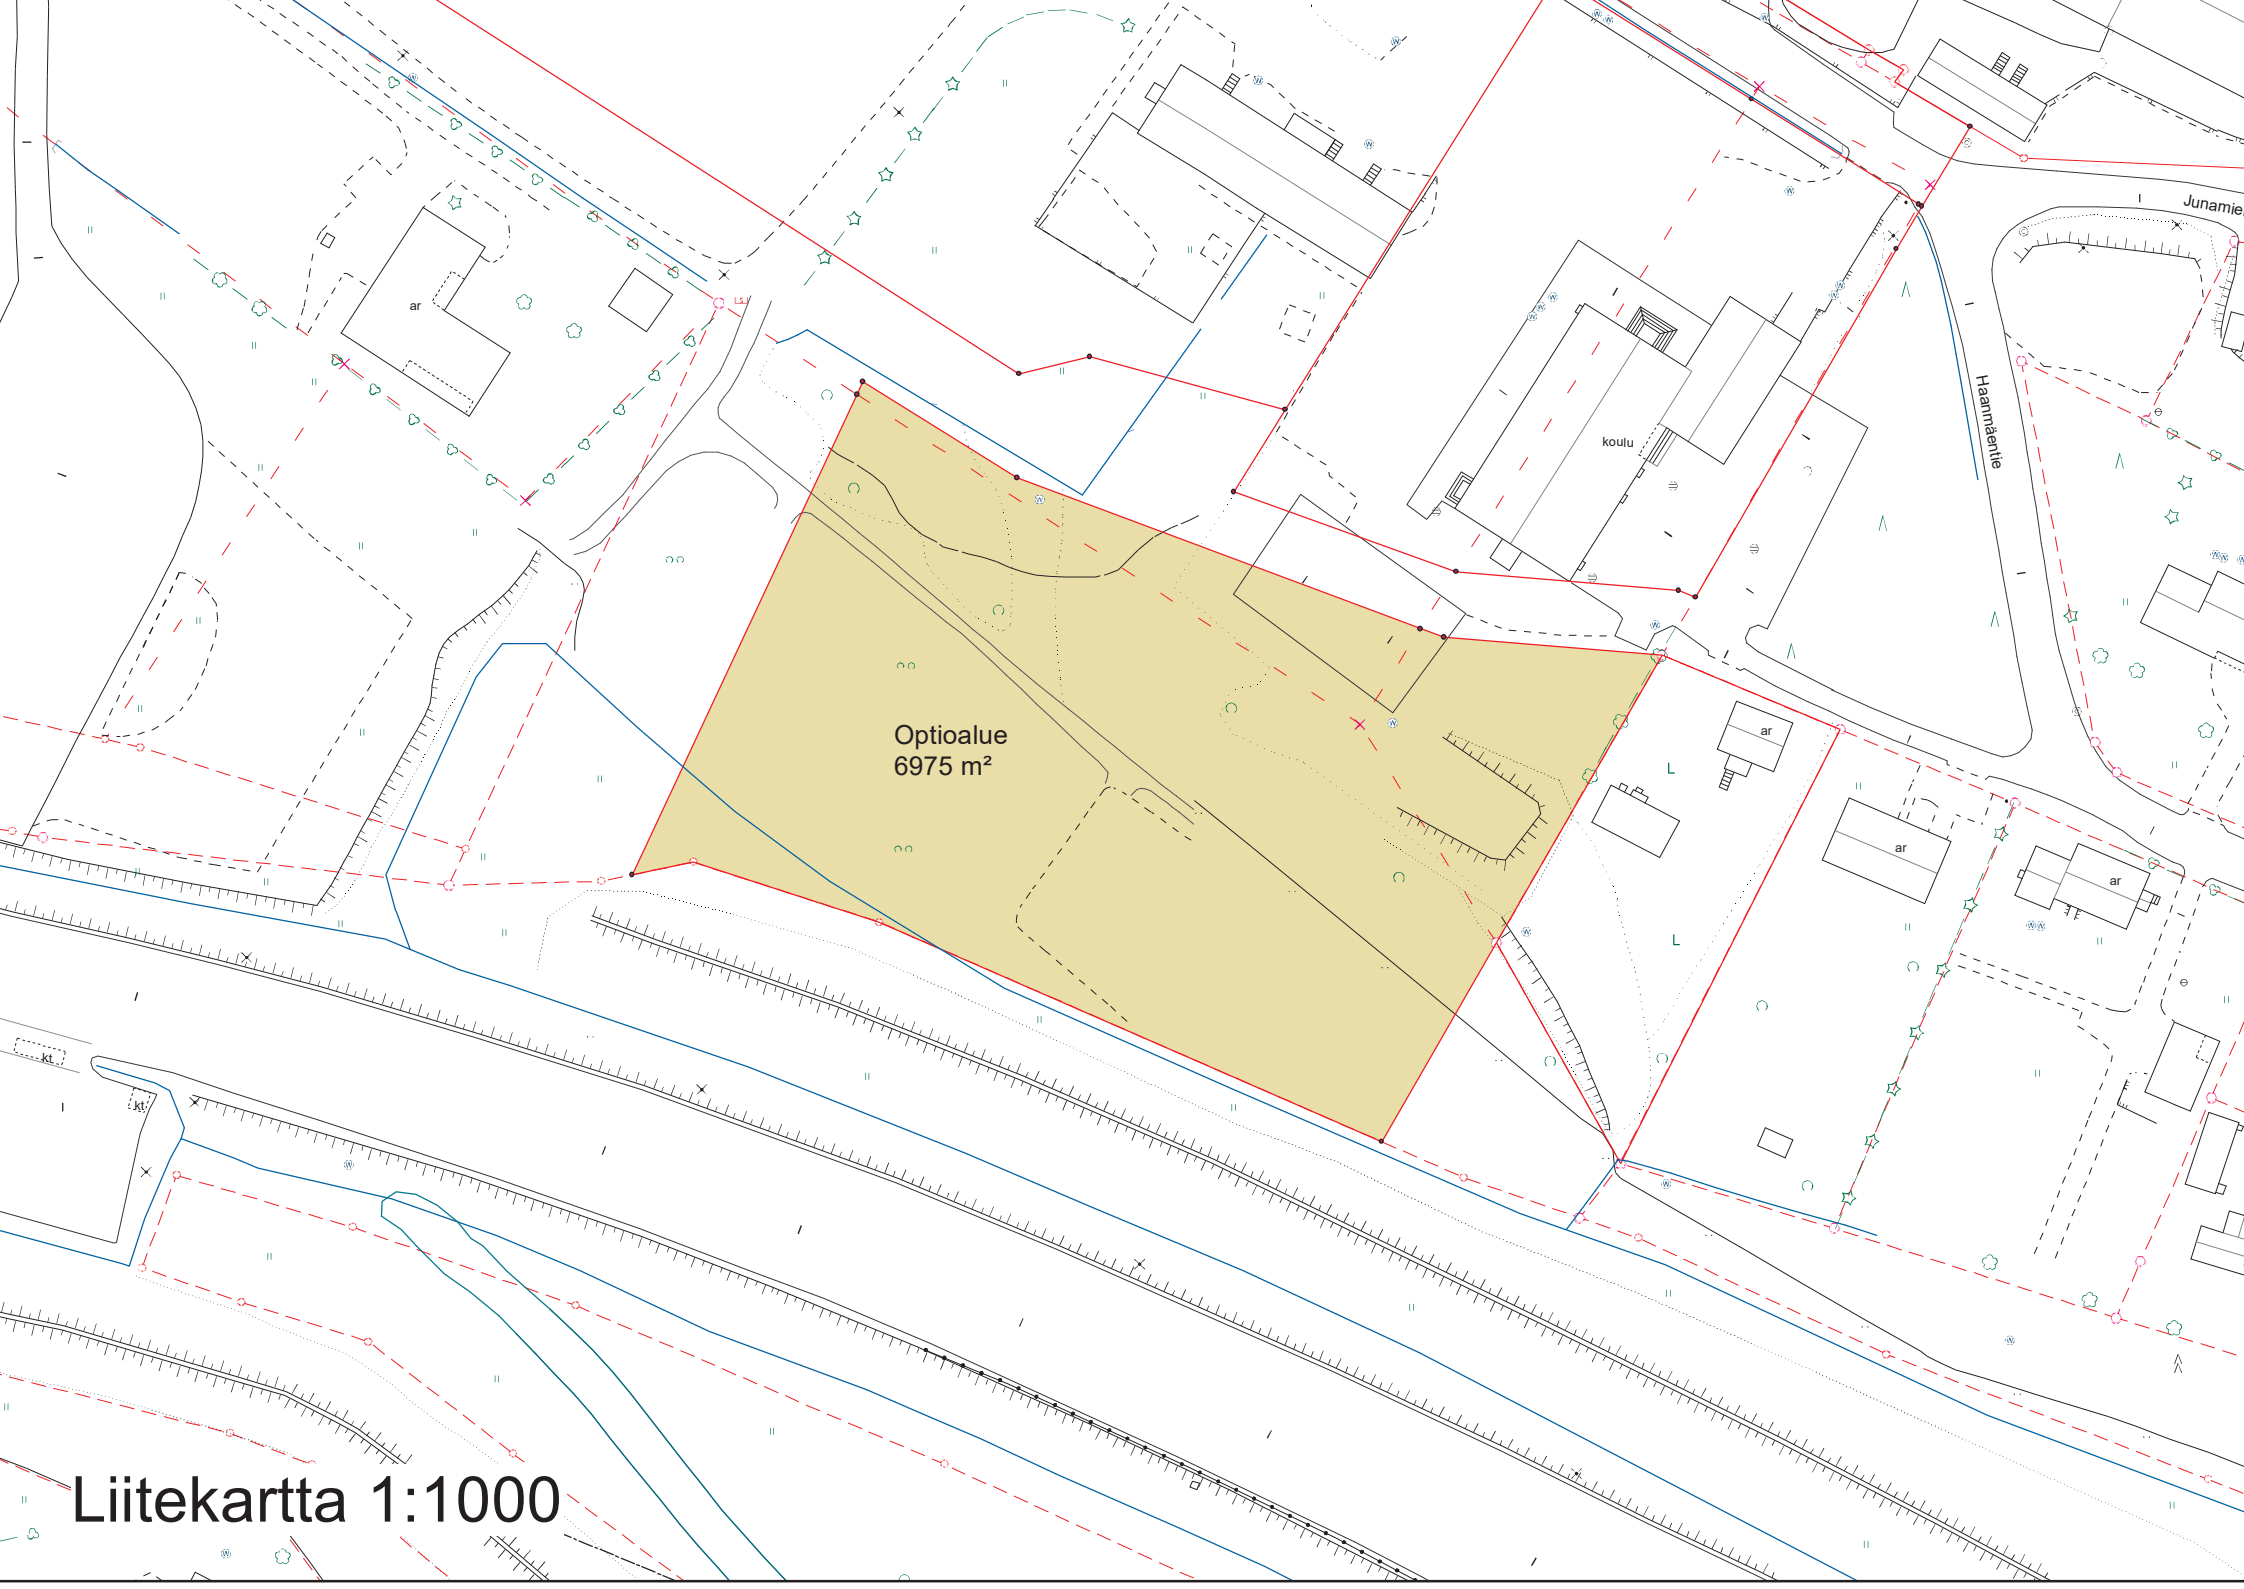 Junamie
ar
Haanmäentie
koulu
Optioalue
6975 m²
ar
ar
ar
kt
kt
Liitekartta 1:1000